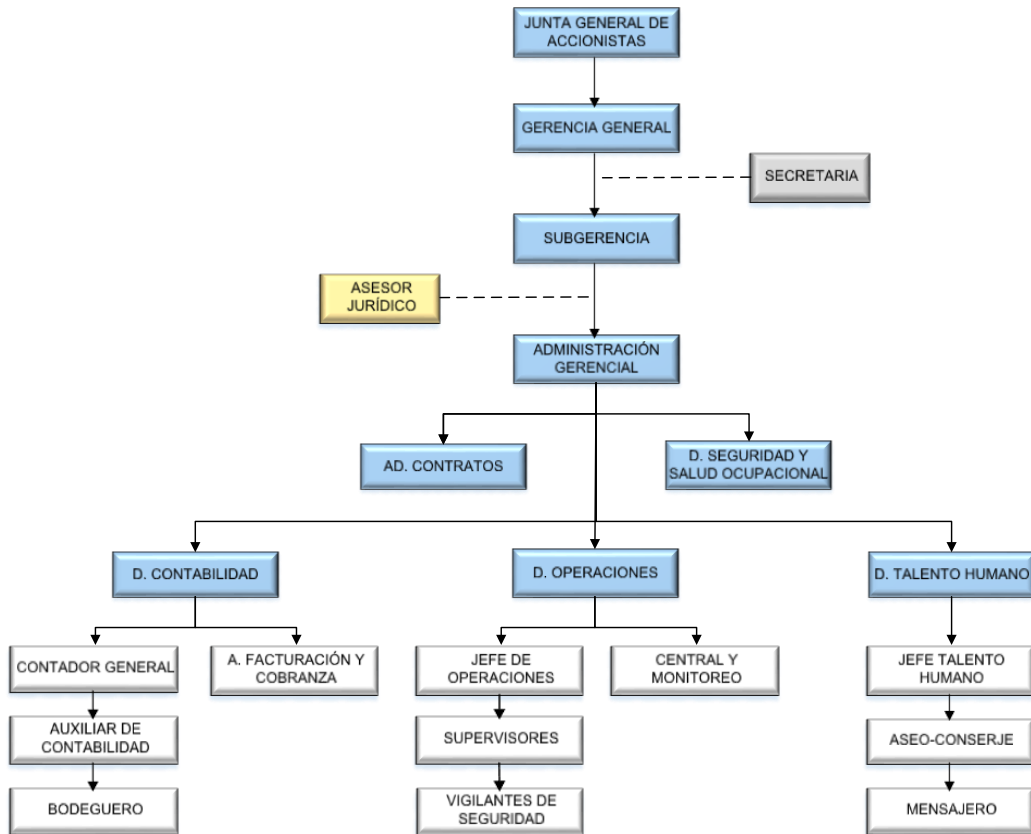 JUNTA GENERAL DE
ACCIONISTAS
GERENCIA GENERAL
SECRETARIA
SUBGERENCIA
ASESOR
JURÍDICO
ADMINISTRACIÓN
GERENCIAL
AD. CONTRATOS
D. SEGURIDAD Y
SALUD OCUPACIONAL
D. CONTABILIDAD
D. OPERACIONES
D. TALENTO HUMANO
CONTADOR GENERAL
A. FACTURACIÓN Y
COBRANZA
JEFE DE
OPERACIONES
CENTRAL Y
MONITOREO
JEFE TALENTO
HUMANO
AUXILIAR DE
CONTABILIDAD
SUPERVISORES
ASEO-CONSERJE
BODEGUERO
VIGILANTES DE
SEGURIDAD
MENSAJERO